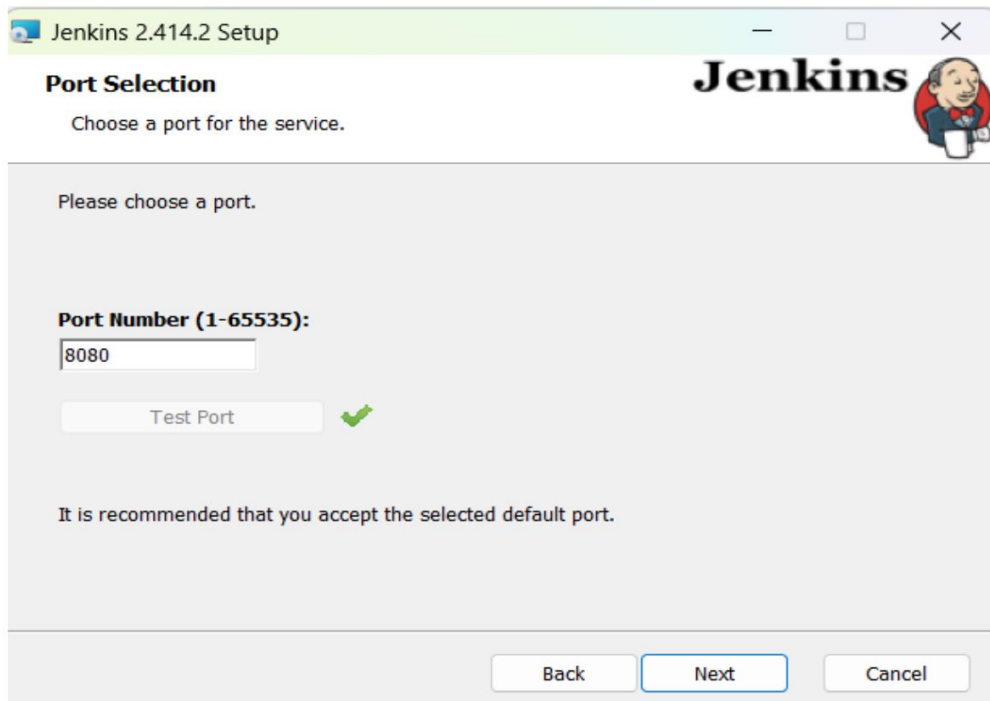 Jenkins 2.414.2 Setup
Port Selection
Jenkins
Choose a port for the service.
Please choose a port.
Port Number (1-65535):
8080
Test Port
It is recommended that you accept the selected default port.
Back Next Cancel